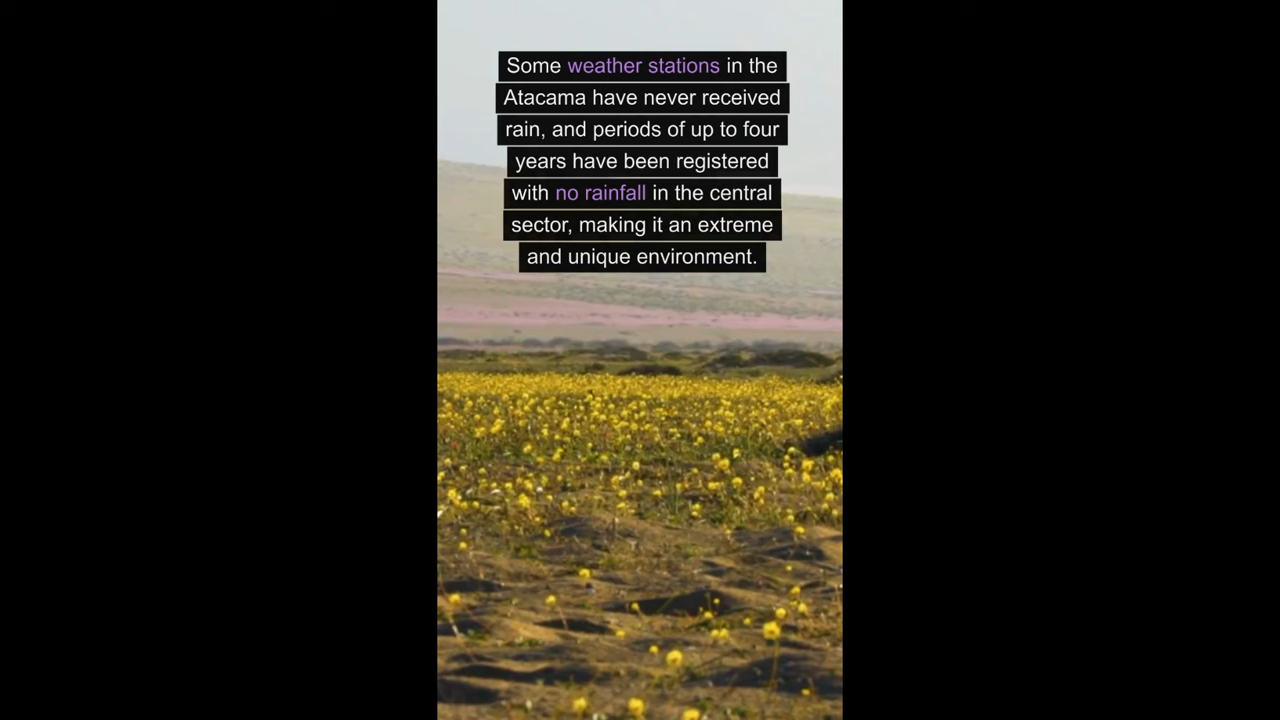 Some weather stations in the
Atacama have never received
rain, and periods of up to four
years have been registered
with no rainfall in the central
sector, making it an extreme
and unique environment.